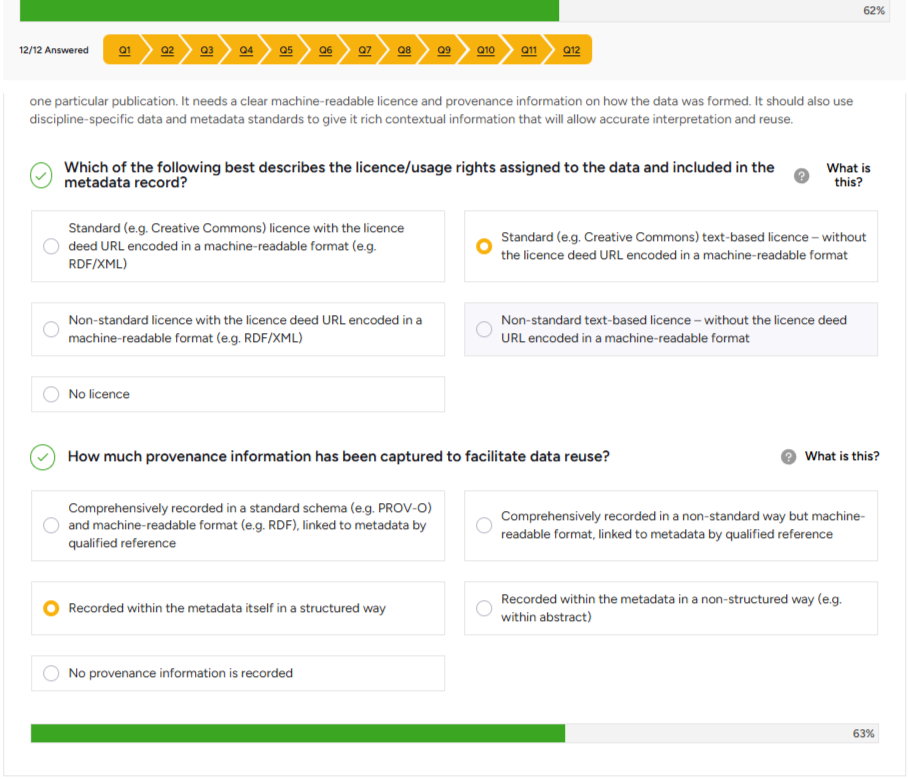 62%
12/12 Answered
Q1
Q2
Q3
Q4
Q5
Q6
Q7
Q8
Q9
Q10
Q11
Q12
one particular publication. It needs a clear machine-readable licence and provenance information on how the data was formed. It should also use
discipline-specific data and metadata standards to give it rich contextual information that will allow accurate interpretation and reuse.
Which of the following best describes the licence/usage rights assigned to the data and included in the
metadata record?
? What is
this?
Standard (e.g. Creative Commons) licence with the licence
deed URL encoded in a machine-readable format (e.g.
RDF/XML)
Standard (e.g. Creative Commons) text-based licence – without
the licence deed URL encoded in a machine-readable format
Non-standard licence with the licence deed URL encoded in a
machine-readable format (e.g. RDF/XML)
Non-standard text-based licence – without the licence deed
URL encoded in a machine-readable format
No licence
How much provenance information has been captured to facilitate data reuse?
? What is this?
Comprehensively recorded in a standard schema (e.g. PROV-O)
and machine-readable format (e.g. RDF), linked to metadata by
qualified reference
Comprehensively recorded in a non-standard way but machine-
readable format, linked to metadata by qualified reference
Recorded within the metadata itself in a structured way
Recorded within the metadata in a non-structured way (e.g.
within abstract)
No provenance information is recorded
63%